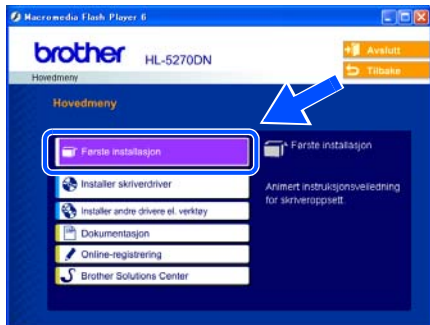 Macromedia Flash Player 6
brother HL-5270DN
Avslutt
Tilbake
Hovedmeny
Hovedmeny
Første installasjon
Installer skriverdriver
Installer andre drivere el. verktøy
Dokumentasjon
Online-registrering
Brother Solutions Center
Første installasjon
Animert instruksjonsveiledning
for skriveroppsett.